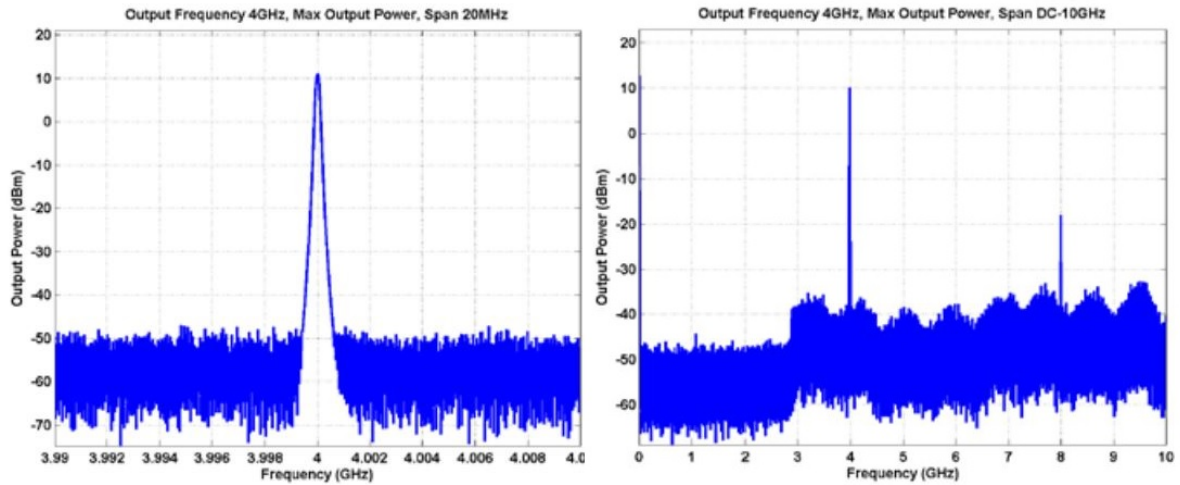 Output Frequency 4GHz, Max Output Power, Span 20MHz
Output Power (dBm)
20
10
0
-10
-20
-30
-40
-50
-60
-70
3.99 3.992 3.994 3.996 3.998 4 4.002 4.004 4.006 4.008 4.0
Frequency (GHz)
Output Frequency 4GHz, Max Output Power, Span DC-10GHz
Output Power (dBm)
20
10
0
-10
-20
-30
-40
-50
-60
0 1 2 3 4 5 6 7 8 9 10
Frequency (GHz)